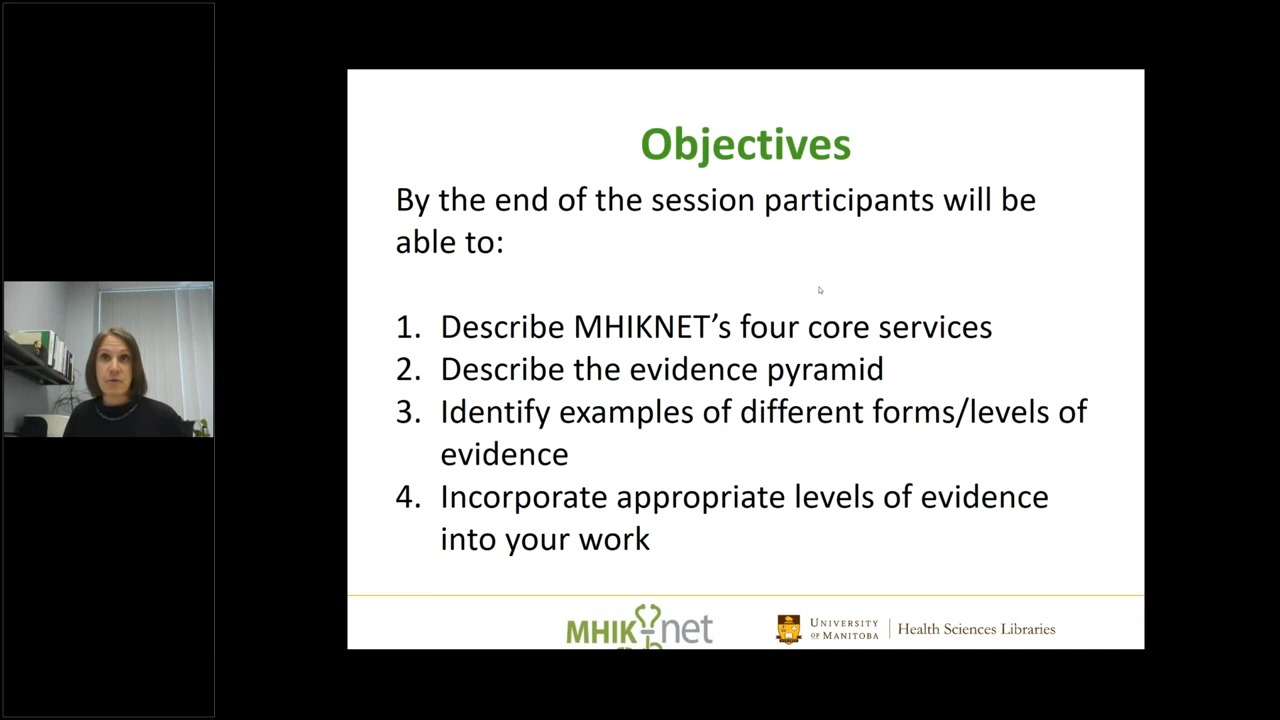 Objectives
By the end of the session participants will be
able to:
1. Describe MHIKNET’s four core services
2. Describe the evidence pyramid
3. Identify examples of different forms/levels of
evidence
4. Incorporate appropriate levels of evidence
into your work
MHIK-net
UNIVERSITY
OF MANITOBA
Health Sciences Libraries